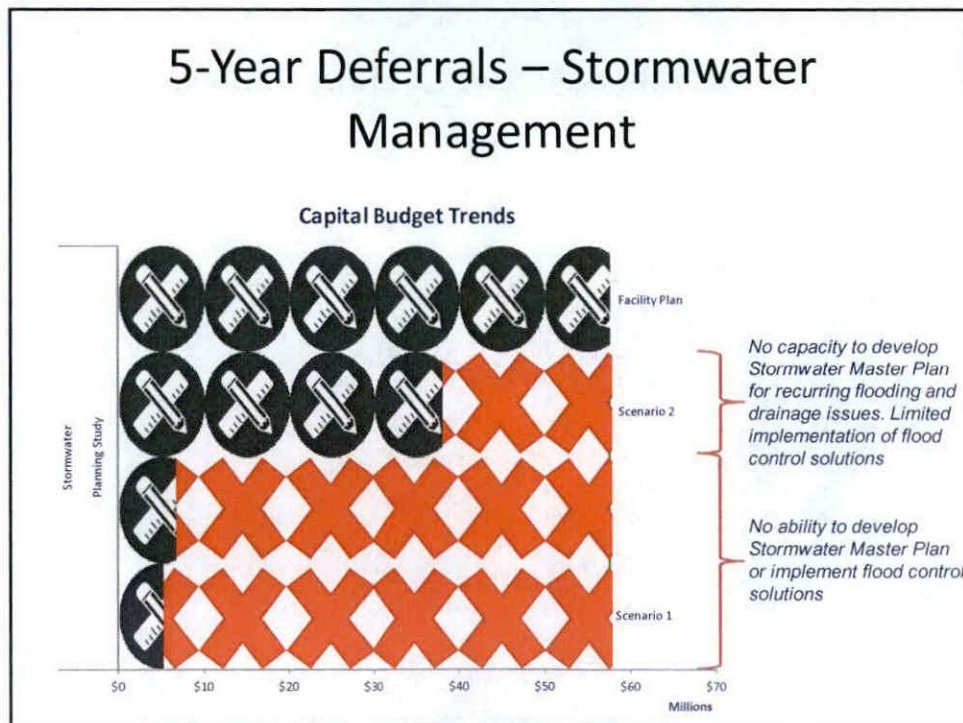 5-Year Deferrals – Stormwater
Management
Capital Budget Trends
Stormwater
Planning Study
Facility Plan
Scenario 2
Scenario 1
No capacity to develop
Stormwater Master Plan
for recurring flooding and
drainage issues. Limited
implementation of flood
control solutions
No ability to develop
Stormwater Master Plan
or implement flood control
solutions
$0 $10 $20 $30 $40 $50 $60 $70
Millions